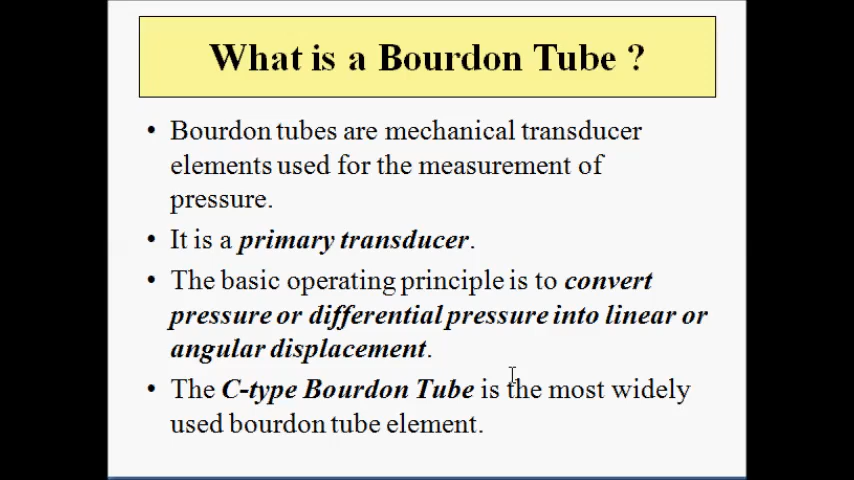 What is a Bourdon Tube ?
• Bourdon tubes are mechanical transducer
elements used for the measurement of
pressure.
• It is a primary transducer.
• The basic operating principle is to convert
pressure or differential pressure into linear or
angular displacement.
• The C-type Bourdon Tube is the most widely
used bourdon tube element.